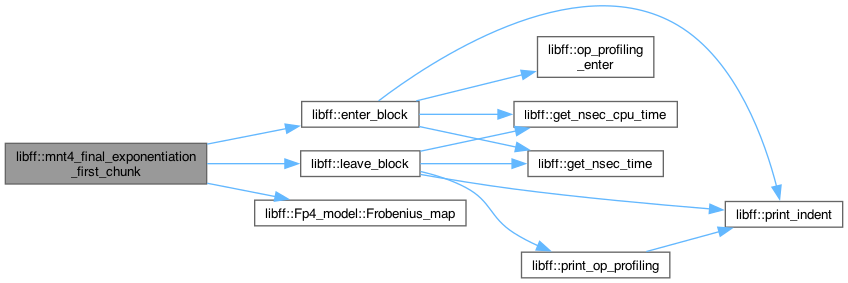 libff::mnt4_final_exponentiation
_first_chunk
libff::enter_block
libff::leave_block
libff::Fp4_model::Frobenius_map
libff::op_profiling
_enter
libff::get_nsec_cpu_time
libff::get_nsec_time
libff::print_op_profiling
libff::print_indent